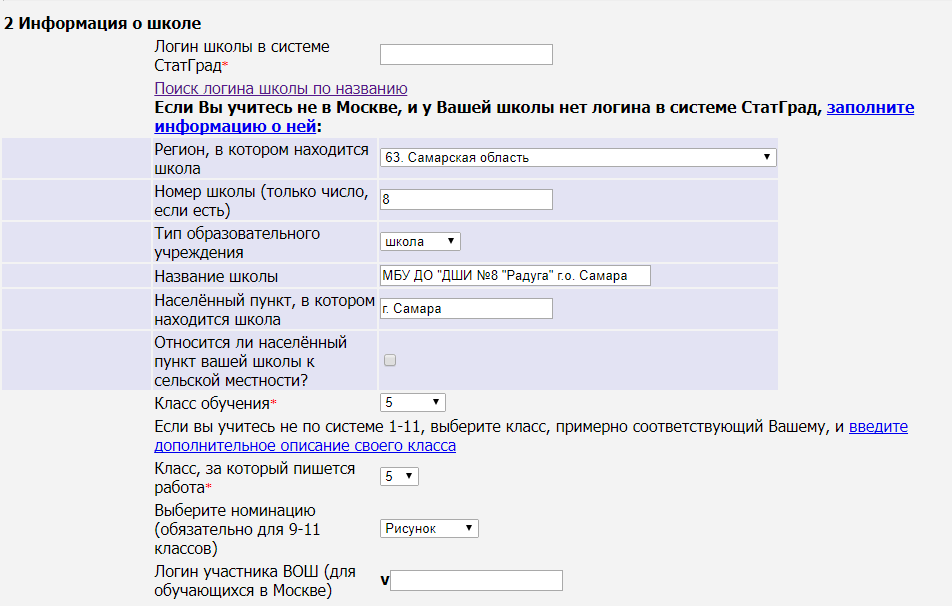 2 Информация о школе
Логин школы в системе
СтатГрад*
Поиск логина школы по названию
Если Вы учитесь не в Москве, и у Вашей школы нет логина в системе СтатГрад, заполните
информацию о ней:
Регион, в котором находится
школа
63. Самарская область
Номер школы (только число,
если есть)
8
Тип образовательного
учреждения
школа
Название школы
МБУ ДО "ДШИ №8 "Радуга" г.о. Самара
Населённый пункт, в котором
находится школа
г. Самара
Относится ли населённый
пункт вашей школы к
сельской местности?
Класс обучения*
5
Если вы учитесь не по системе 1-11, выберите класс, примерно соответствующий Вашему, и введите
дополнительное описание своего класса
Класс, за который пишется
работа*
5
Выберите номинацию
(обязательно для 9-11
классов)
Рисунок
Логин участника ВОШ (для
обучающихся в Москве)
v